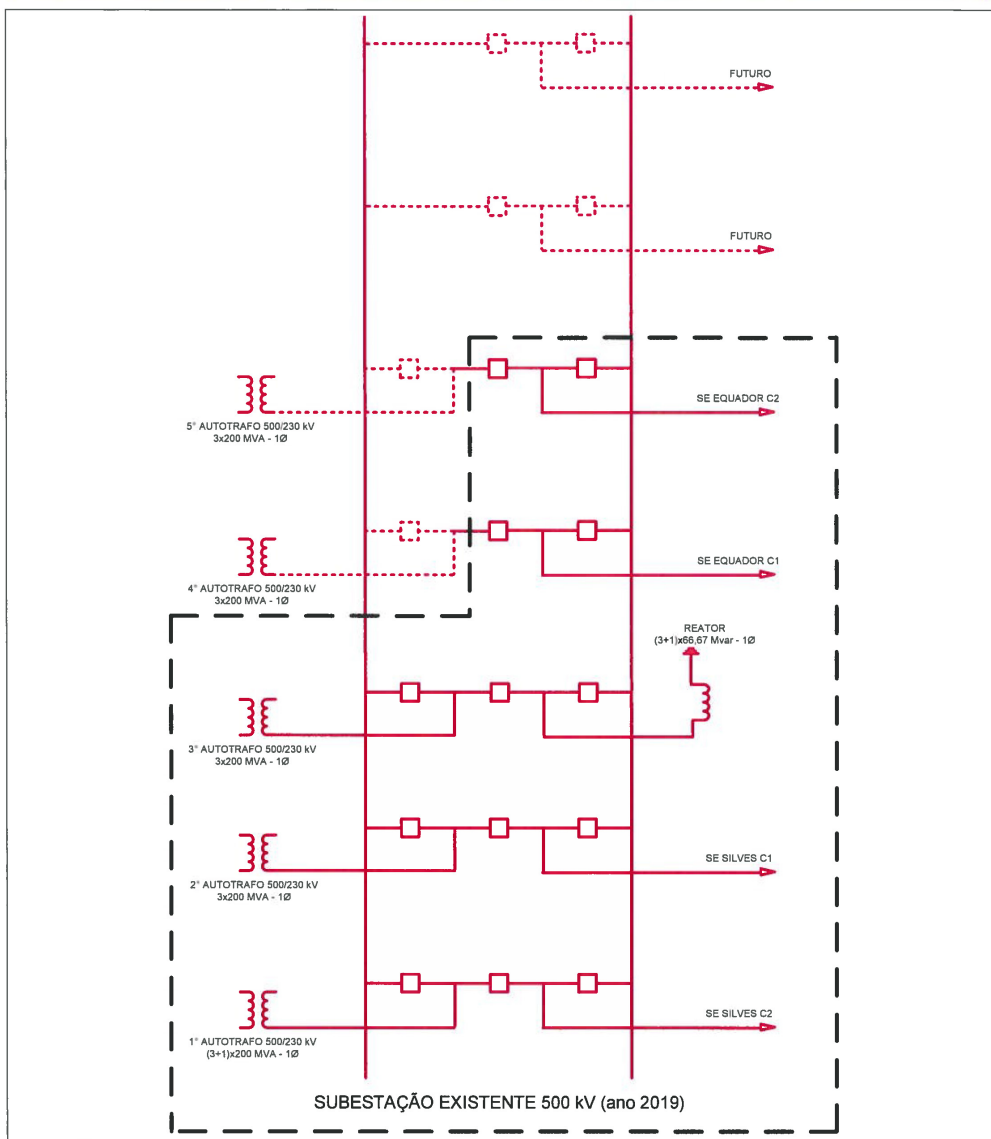 FUTURO
FUTURO
SE EQUADOR C2
5° AUTOTRAFO 500/230 kV
3x200 MVA - 1Ø
SE EQUADOR C1
4° AUTOTRAFO 500/230 kV
3x200 MVA - 1Ø
REATOR
(3+1)x66,67 Mvar - 1Ø
3° AUTOTRAFO 500/230 kV
3x200 MVA - 1Ø
SE SILVES C1
2° AUTOTRAFO 500/230 kV
3x200 MVA - 1Ø
SE SILVES C2
1° AUTOTRAFO 500/230 kV
(3+1)x200 MVA - 1Ø
SUBESTAÇÃO EXISTENTE 500 kV (ano 2019)